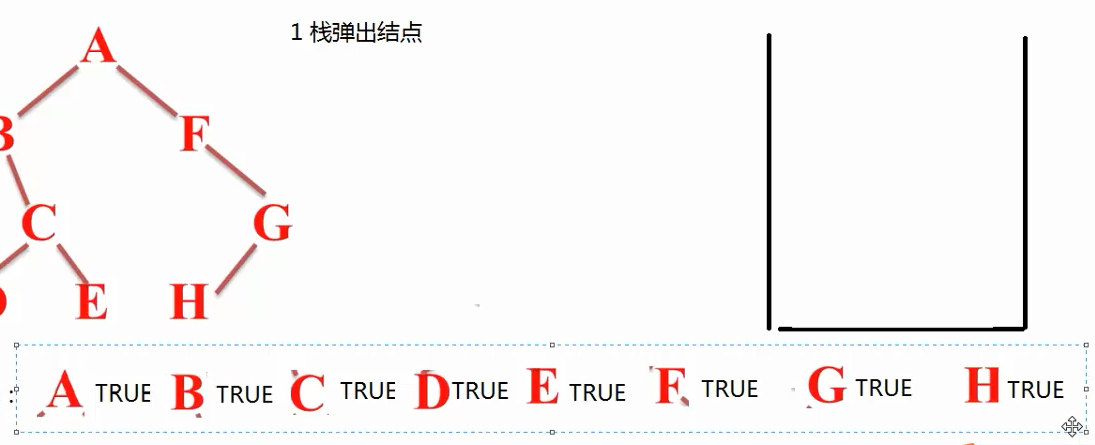 1 栈弹出结点
A
B F
C G
D E H
: A TRUE B TRUE C TRUE D TRUE E TRUE F TRUE G TRUE H TRUE